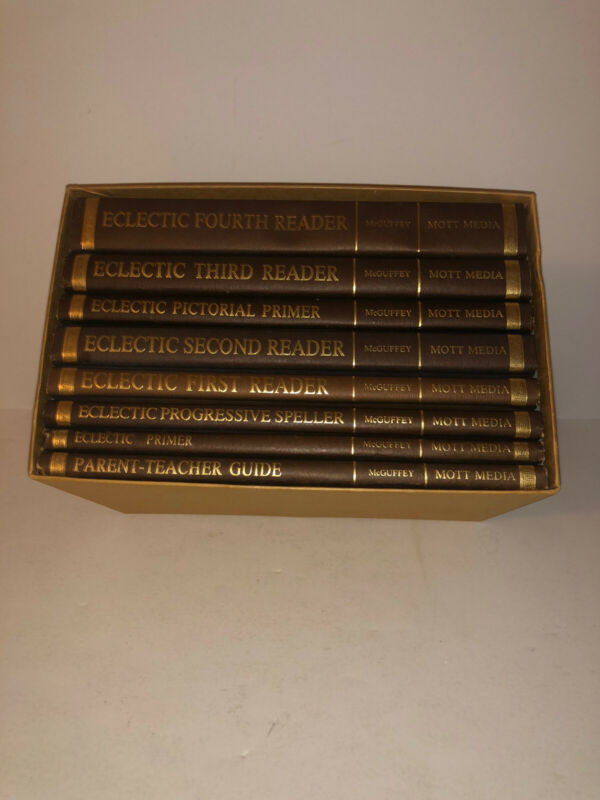 ECLECTIC FOURTH READER McGUFFEY MOTT MEDIA
ECLECTIC THIRD READER McGUFFEY MOTT MEDIA
ECLECTIC PICTORIAL PRIMER McGUFFEY MOTT MEDIA
ECLECTIC SECOND READER McGUFFEY MOTT MEDIA
ECLECTIC FIRST READER McGUFFEY MOTT MEDIA
ECLECTIC PROGRESSIVE SPELLER McGUFFEY MOTT MEDIA
ECLECTIC PRIMER McGUFFEY MOTT MEDIA
PARENT-TEACHER GUIDE McGUFFEY MOTT MEDIA